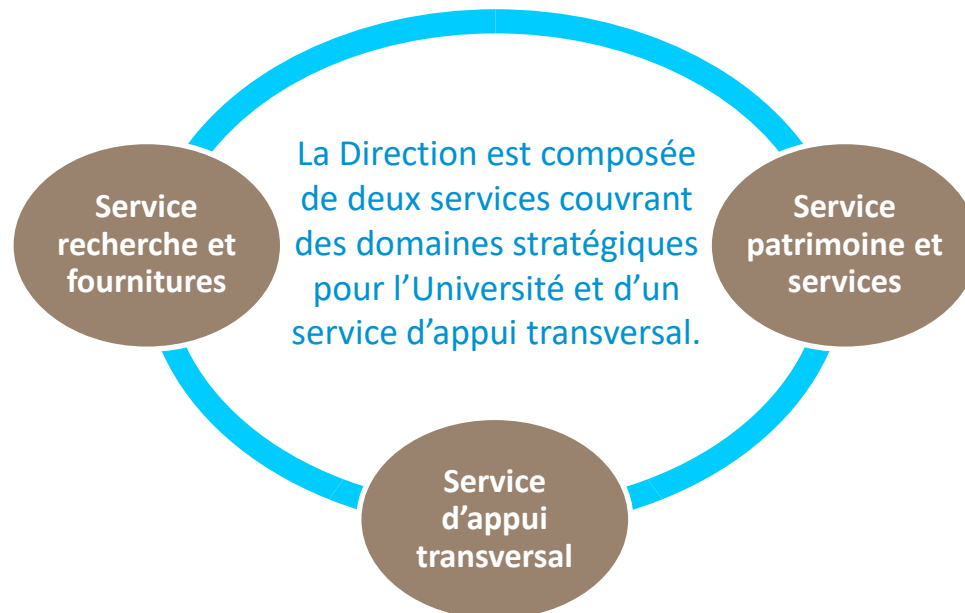 La Direction est composée
de deux services couvrant
des domaines stratégiques
pour l’Université et d’un
service d’appui transversal.
Service
recherche et
fournitures
Service
patrimoine et
services
Service
d’appui
transversal